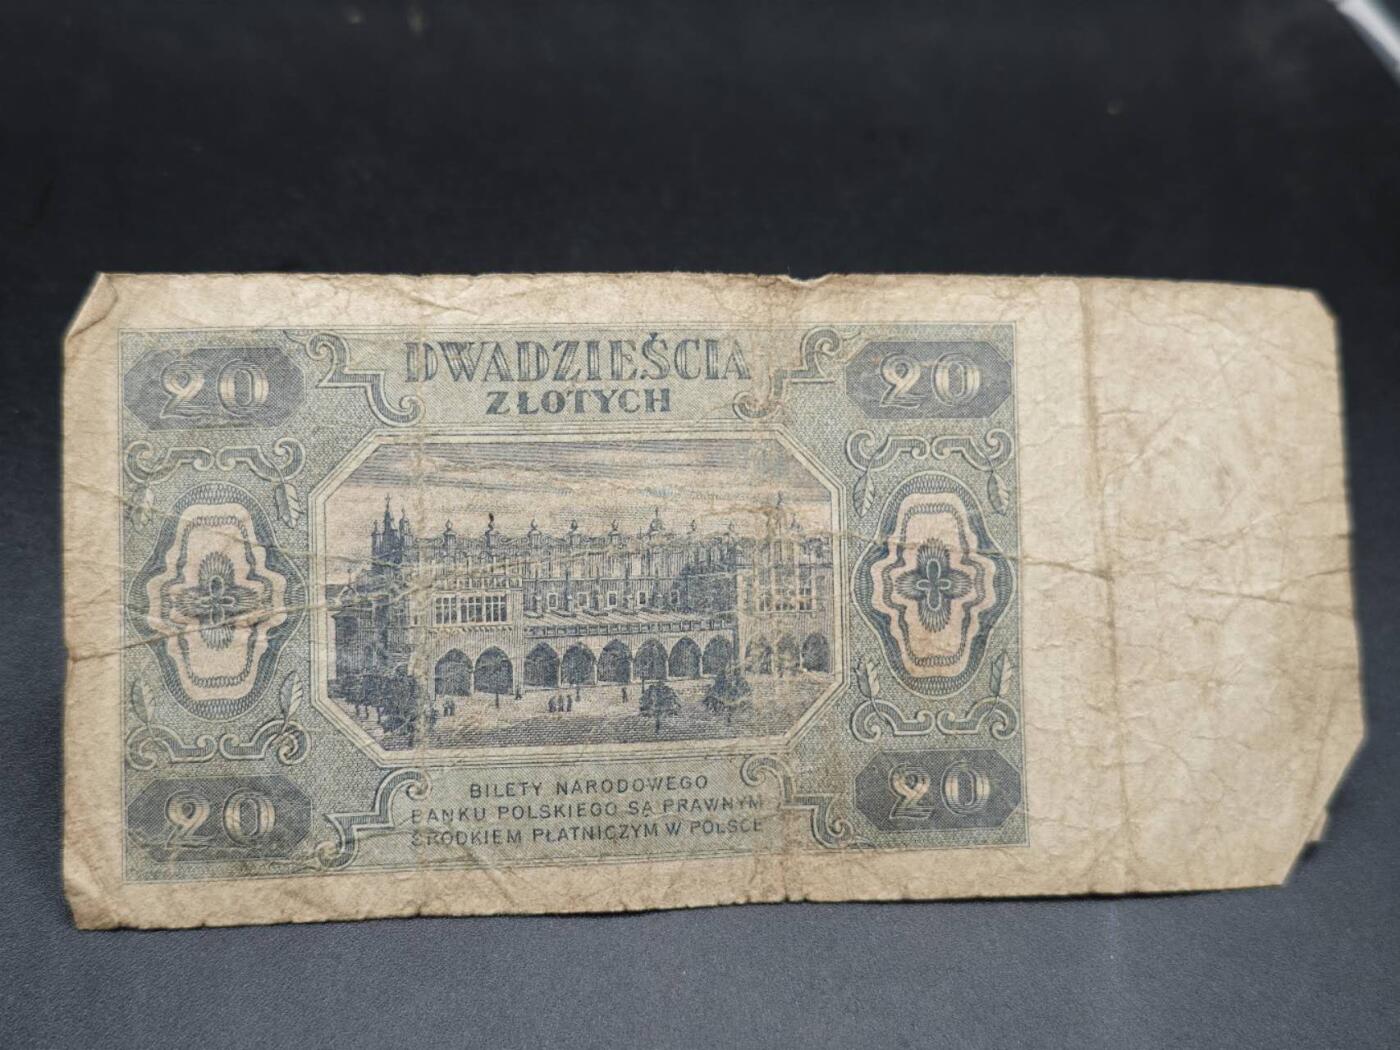 20 DWADZIEŚCIA 20
ZŁOTYCH
BILETY NARODOWEGO
BANKU POLSKIEGO SĄ PRAWNYM
ŚRODKIEM PŁATNICZYM W POLSCE
20 20